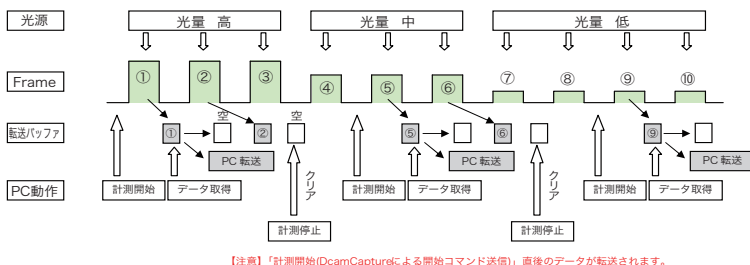 光源
光量 高
光量 中
光量 低
Frame
①
②
③
④
⑤
⑥
⑦
⑧
⑨
⑩
転送バッファ
①
空
②
空
⑤
⑥
⑨
PC 転送
PC 転送
PC 転送
クリア
クリア
PC動作
計測開始
データ取得
計測開始
データ取得
計測開始
データ取得
計測停止
計測停止
【注意】「計測開始(DcamCaptureによる開始コマンド送信)」直後のデータが転送されます。